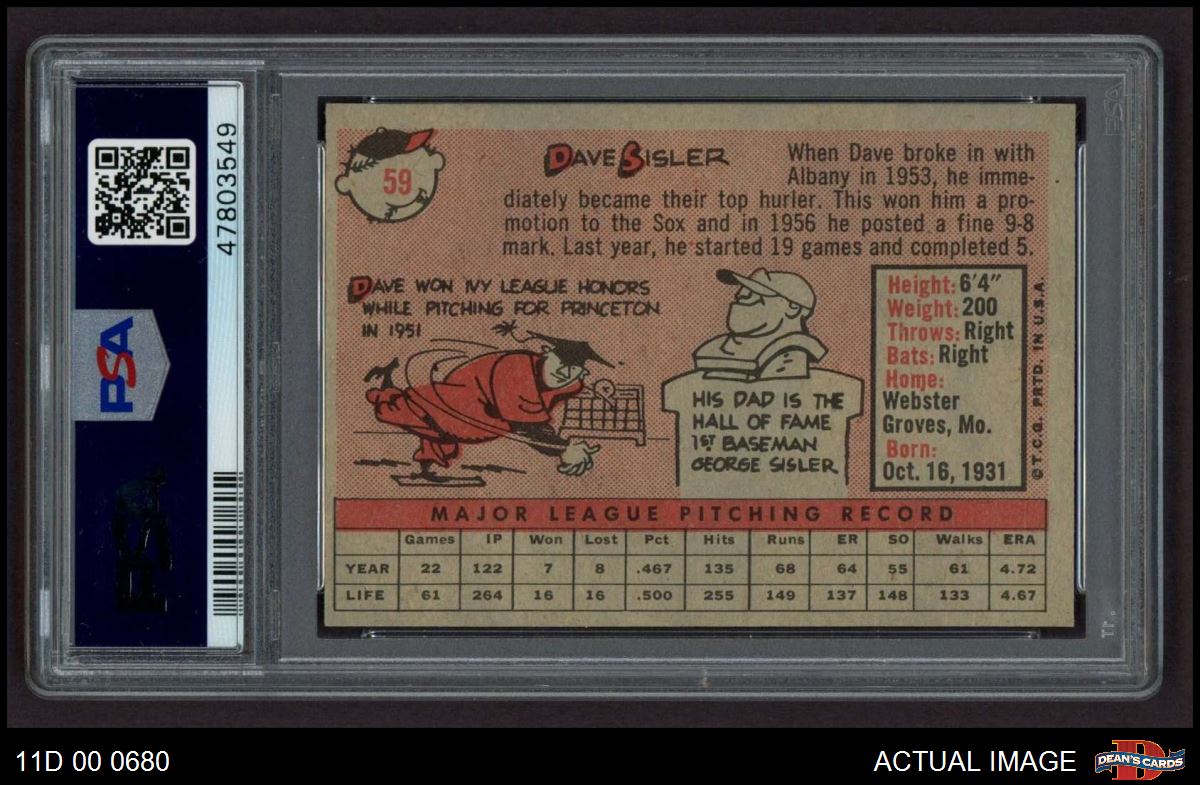 47803549
PSA
59
DAVE SISLER
When Dave broke in with
Albany in 1953, he imme-
diately became their top hurler. This won him a pro-
motion to the Sox and in 1956 he posted a fine 9-8
mark. Last year, he started 19 games and completed 5.
DAVE WON IVY LEAGUE HONORS
WHILE PITCHING FOR PRINCETON
IN 1951
HIS DAD IS THE
HALL OF FAME
1ST BASEMAN
GEORGE SISLER
Height: 6'4"
Weight: 200
Throws: Right
Bats: Right
Home:
Webster
Groves, Mo.
Born:
Oct. 16, 1931
© T.C.G. PRTD. IN U.S.A.
MAJOR LEAGUE PITCHING RECORD
Games IP Won Lost Pct Hits Runs ER SO Walks ERA
YEAR 22 122 7 8 .467 135 68 64 55 61 4.72
LIFE 61 264 16 16 .500 255 149 137 148 133 4.67
PSA
11D 00 0680
ACTUAL IMAGE
DEAN'S CARDS